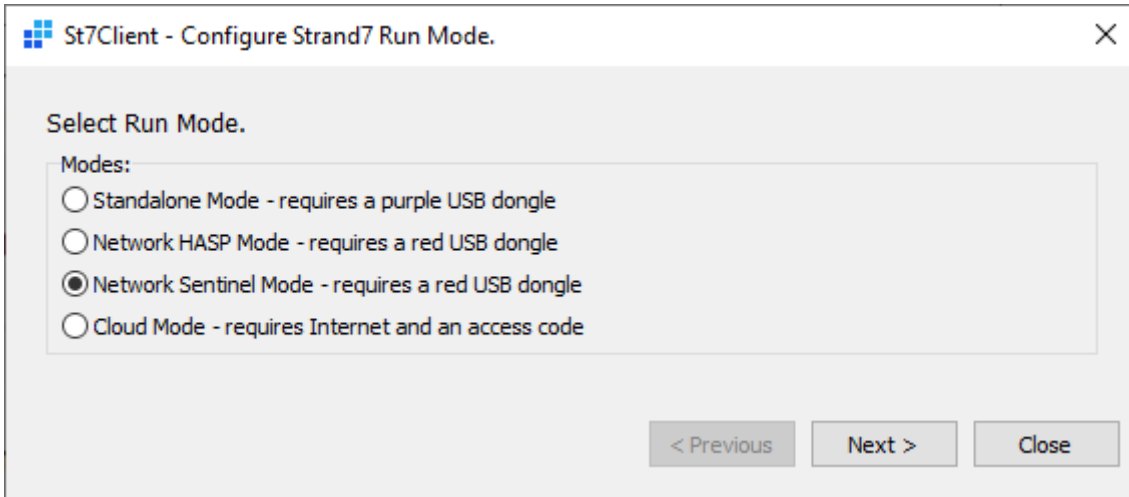 St7Client - Configure Strand7 Run Mode.
Select Run Mode.
Modes:
Standalone Mode - requires a purple USB dongle
Network HASP Mode - requires a red USB dongle
Network Sentinel Mode - requires a red USB dongle
Cloud Mode - requires Internet and an access code
< Previous Next > Close